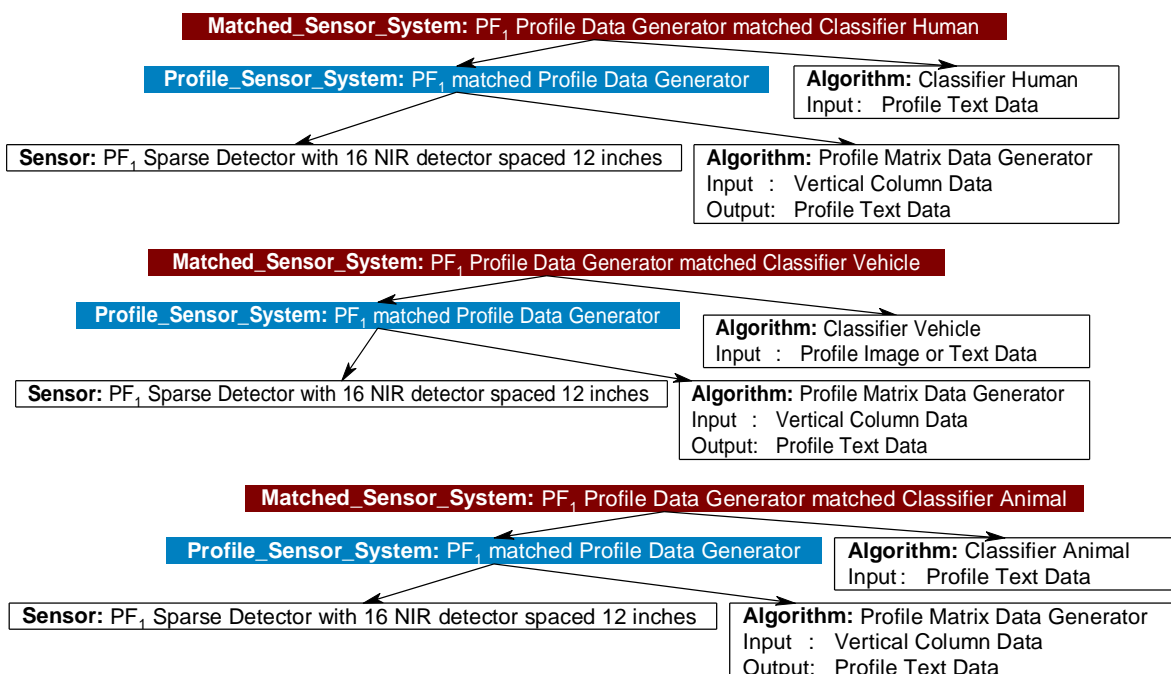 Matched_Sensor_System: PF1 Profile Data Generator matched Classifier Human
Profile_Sensor_System: PF1 matched Profile Data Generator
Algorithm: Classifier Human
Input : Profile Text Data
Sensor: PF1 Sparse Detector with 16 NIR detector spaced 12 inches
Algorithm: Profile Matrix Data Generator
Input : Vertical Column Data
Output: Profile Text Data
Matched_Sensor_System: PF1 Profile Data Generator matched Classifier Vehicle
Profile_Sensor_System: PF1 matched Profile Data Generator
Algorithm: Classifier Vehicle
Input : Profile Image or Text Data
Sensor: PF1 Sparse Detector with 16 NIR detector spaced 12 inches
Algorithm: Profile Matrix Data Generator
Input : Vertical Column Data
Output: Profile Text Data
Matched_Sensor_System: PF1 Profile Data Generator matched Classifier Animal
Profile_Sensor_System: PF1 matched Profile Data Generator
Algorithm: Classifier Animal
Input : Profile Text Data
Sensor: PF1 Sparse Detector with 16 NIR detector spaced 12 inches
Algorithm: Profile Matrix Data Generator
Input : Vertical Column Data
Output: Profile Text Data